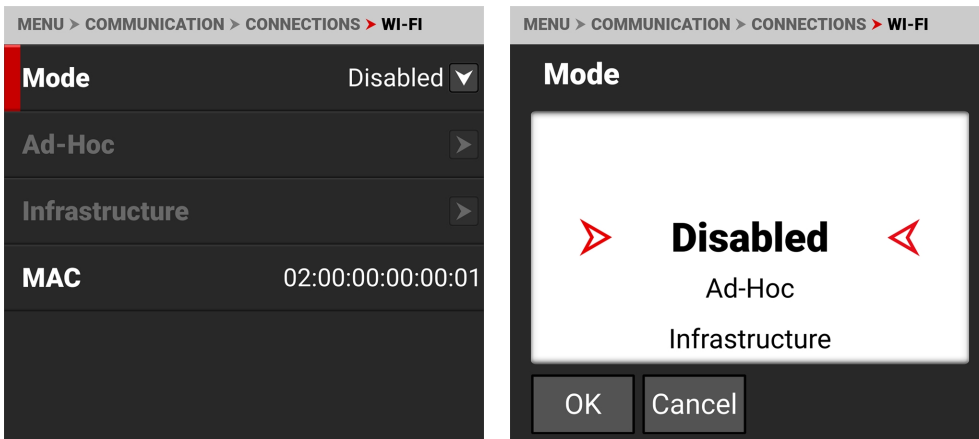 MENU > COMMUNICATION > CONNECTIONS > WI-FI
Mode Disabled
Ad-Hoc
Infrastructure
MAC 02:00:00:00:00:01
MENU > COMMUNICATION > CONNECTIONS > WI-FI
Mode
Disabled
Ad-Hoc
Infrastructure
OK Cancel